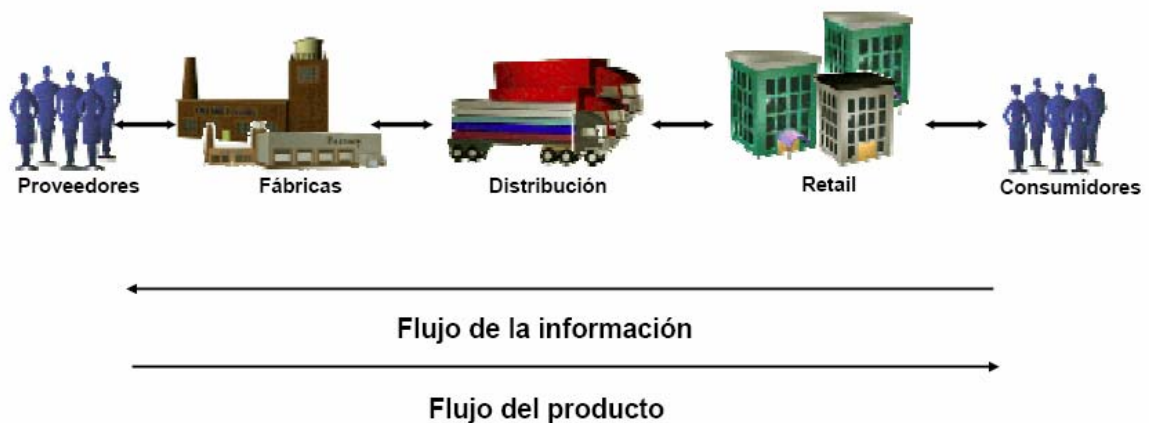 Proveedores
Fábricas
Distribución
Retail
Consumidores
Flujo de la información
Flujo del producto